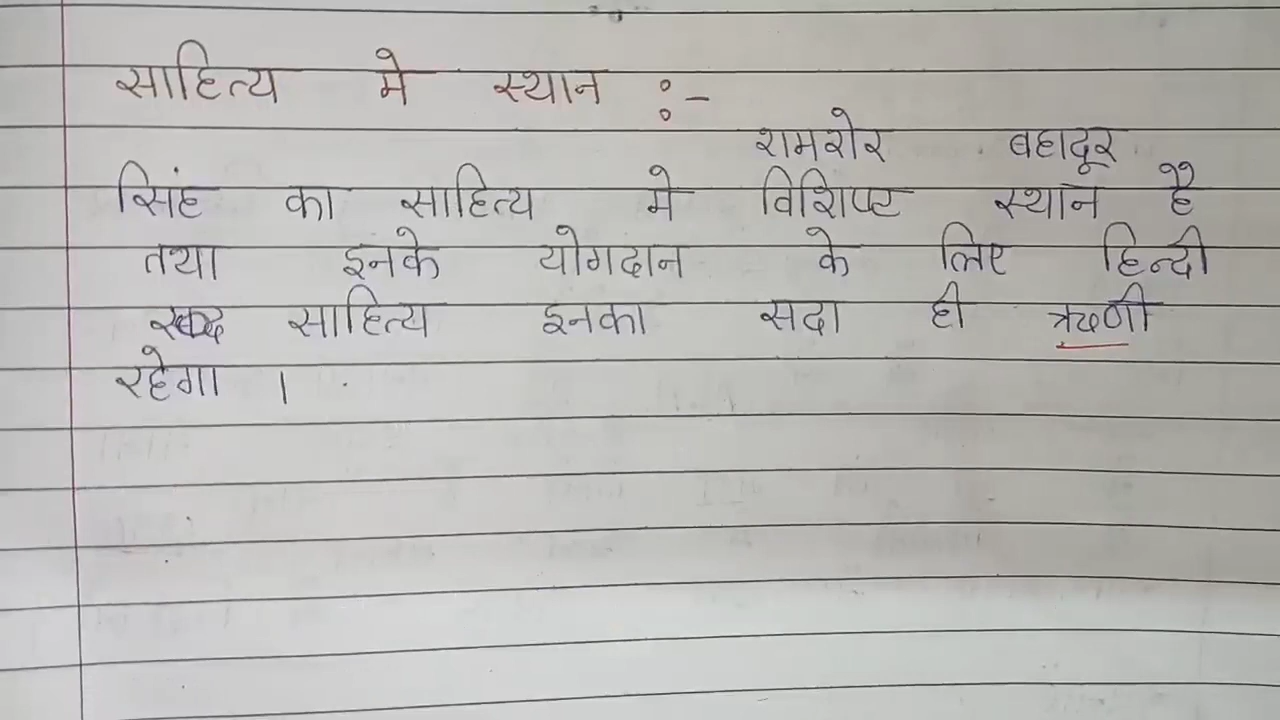 साहित्य मे स्थान :-
शमशेर बहादूर
सिंह का साहित्य मे विशिष्ट स्थान है
तथा इनके योगदान के लिए हिन्दी
साहित्य इनका सदा ही ऋणी
रहेगा ।